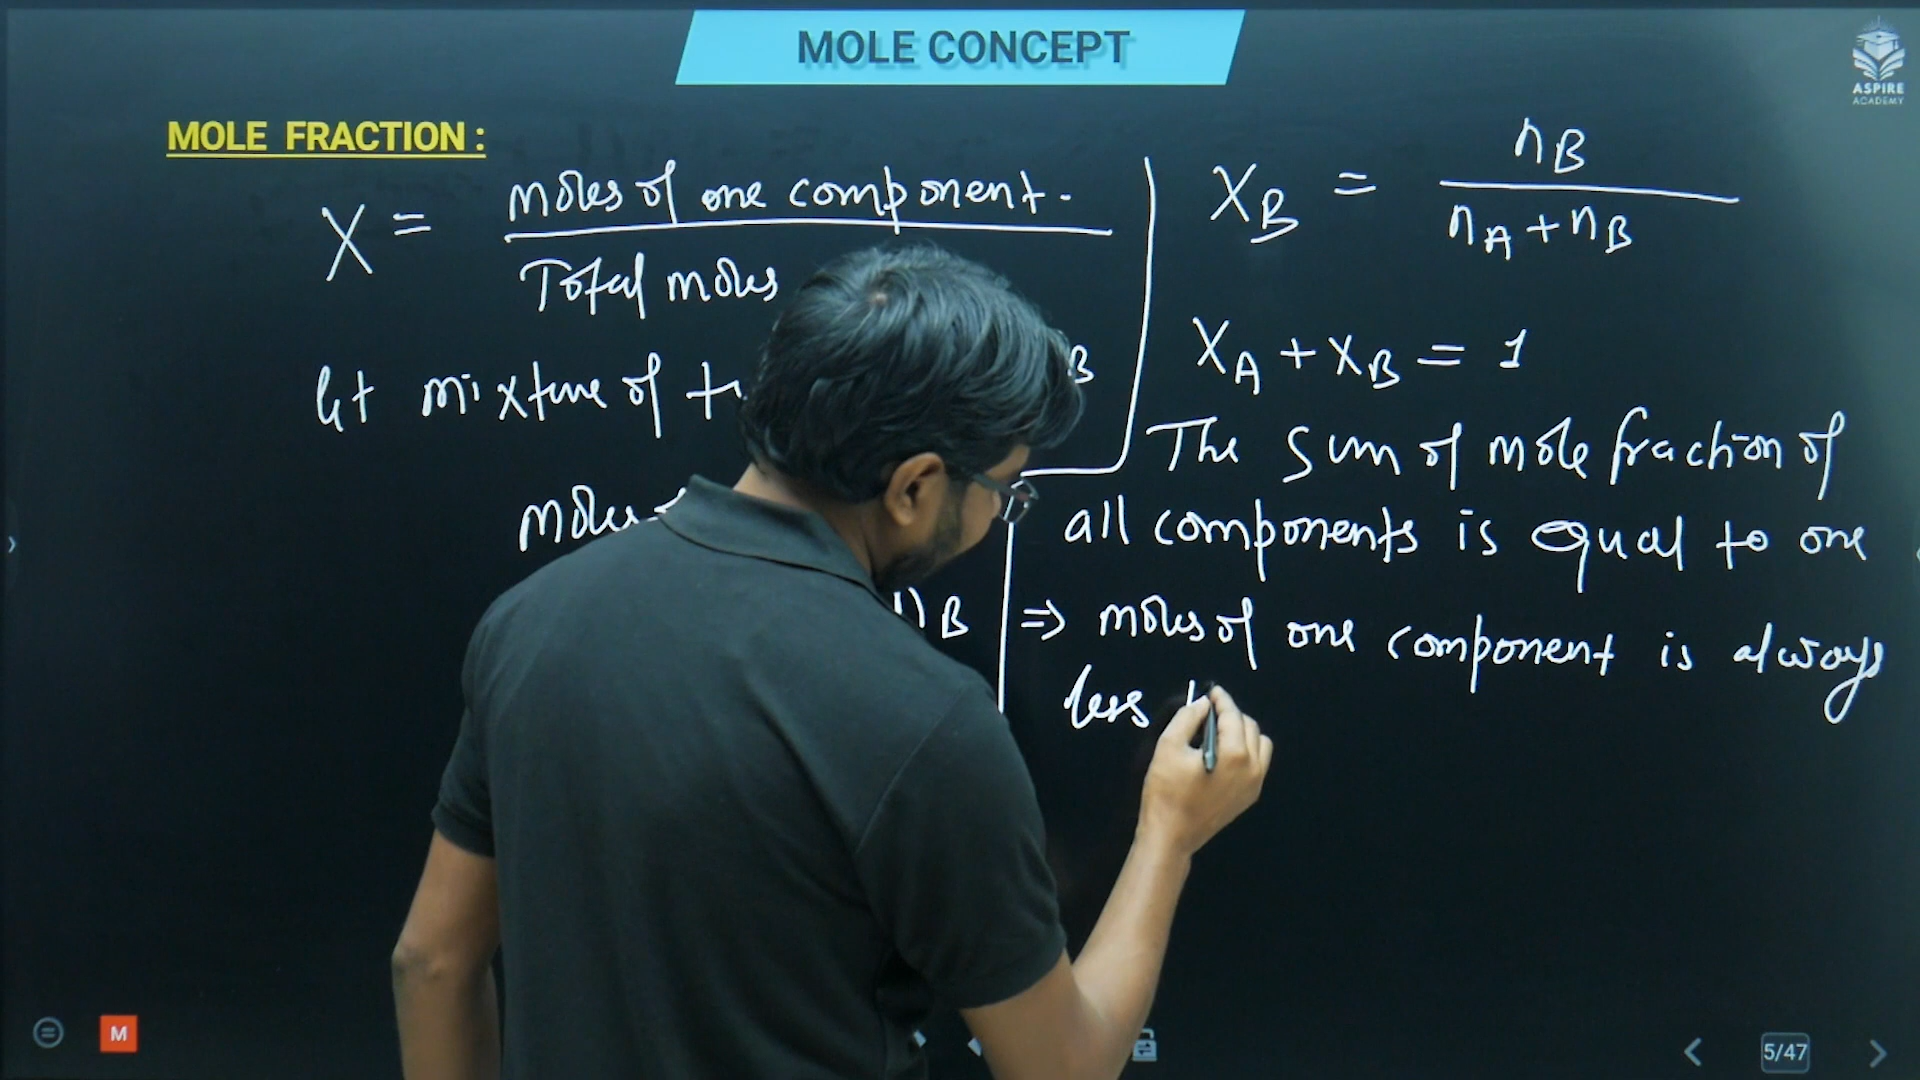 MOLE CONCEPT
ASPIRE
ACADEMY
MOLE FRACTION :
X = moles of one component.
Total moles
let mixture of
B
moles
nB
XB = nB
nA + nB
XA + XB = 1
The sum of mole fraction of
all components is equal to one
⇒ moles of one component is always
less
M
5/47